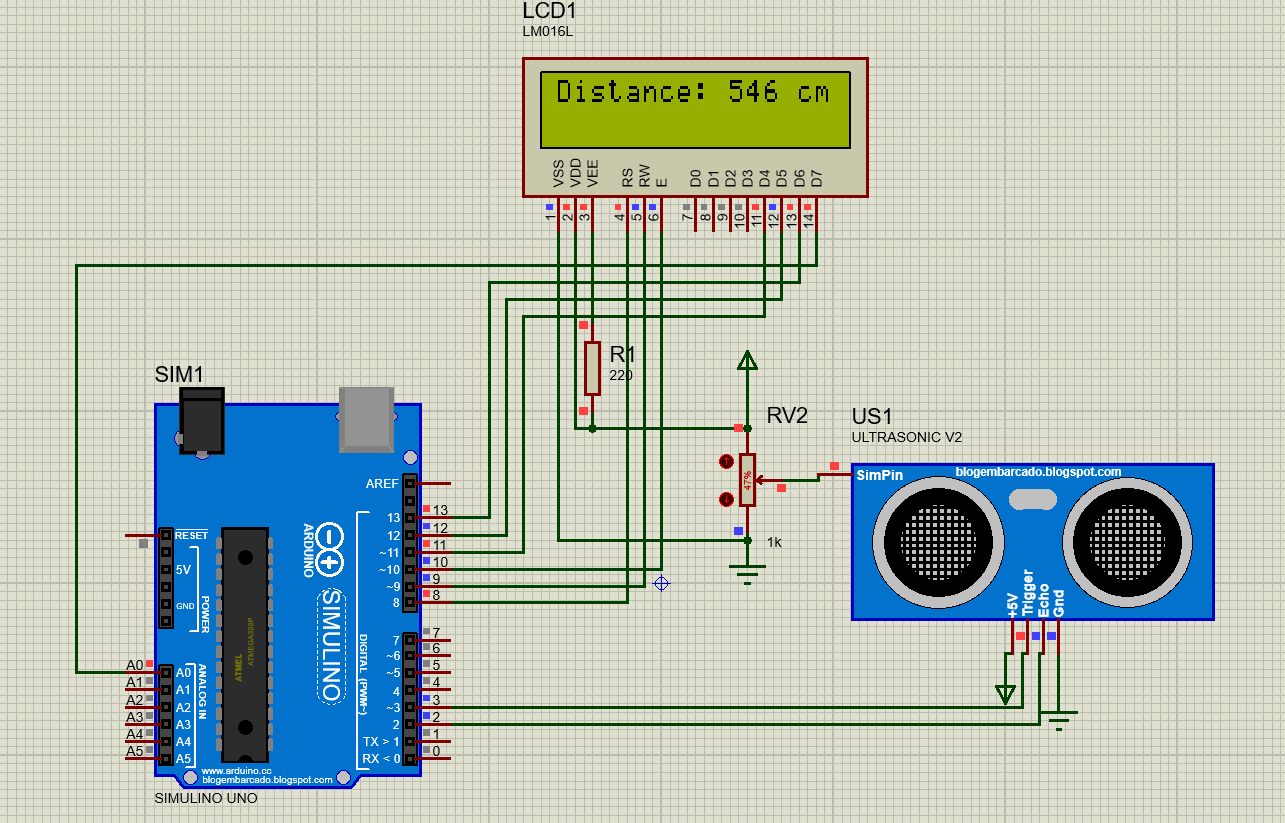 LCD1
LM016L
Distance: 546 cm
VSS VDD VEE RS RW E D0 D1 D2 D3 D4 D5 D6 D7
1 2 3 4 5 6 7 8 9 10 11 12 13 14
R1
220
SIM1
RV2
47%
1k
US1
ULTRASONIC V2
SimPin
blogembarcado.blogspot.com
+5V
Trigger
Echo
Gnd
AREF
13 13
12 12
~11 11
~10 10
~9 9
8 8
7 7
~6 6
~5 5
4 4
~3 3
2 2
TX > 1 1
RX < 0 0
RESET
5V
GND
POWER
A0 A0
A1 A1
A2 A2
A3 A3
A4 A4
A5 A5
ANALOG IN
ARDUINO
SIMULINO
DIGITAL (PWM~)
ATMEL
ATMEGA328P
www.arduino.cc
blogembarcado.blogspot.com
SIMULINO UNO